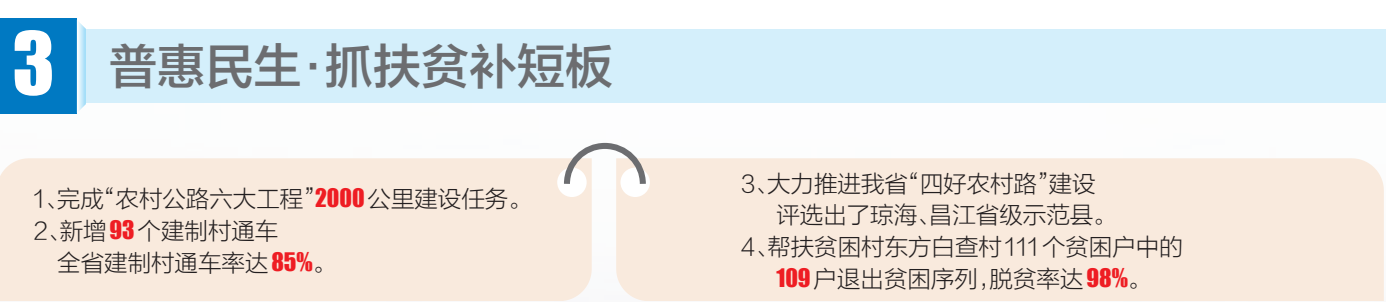 3
普惠民生·抓扶贫补短板
1、完成“农村公路六大工程”2000公里建设任务。
2、新增93个建制村通车
全省建制村通车率达85%。
3、大力推进我省“四好农村路”建设
评选出了琼海、昌江省级示范县。
4、帮扶贫困村东方白查村111个贫困户中的
109户退出贫困序列,脱贫率达98%。